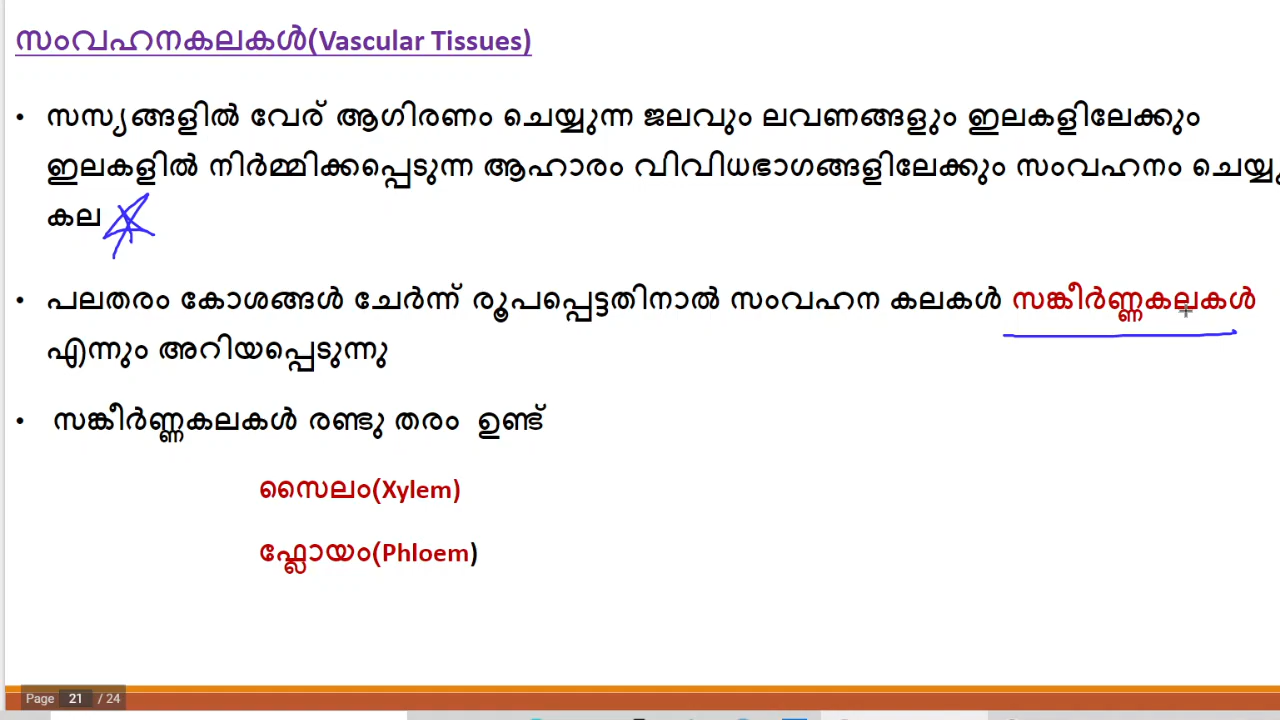 സംവഹനകലകൾ(Vascular Tissues)
• സസ്യങ്ങളിൽ വേര് ആഗിരണം ചെയ്യുന്ന ജലവും ലവണങ്ങളും ഇലകളിലേക്കും
ഇലകളിൽ നിർമ്മിക്കപ്പെടുന്ന ആഹാരം വിവിധഭാഗങ്ങളിലേക്കും സംവഹനം
കല
• പലതരം കോശങ്ങൾ ചേർന്ന് രൂപപ്പെട്ടതിനാൽ സംവഹന കലകൾ സങ്കീർണ്ണകലകൾ
എന്നും അറിയപ്പെടുന്നു
• സങ്കീർണ്ണകലകൾ രണ്ടു തരം ഉണ്ട്
സൈലം(Xylem)
ഫ്ലോയം(Phloem)
Page 21 / 24